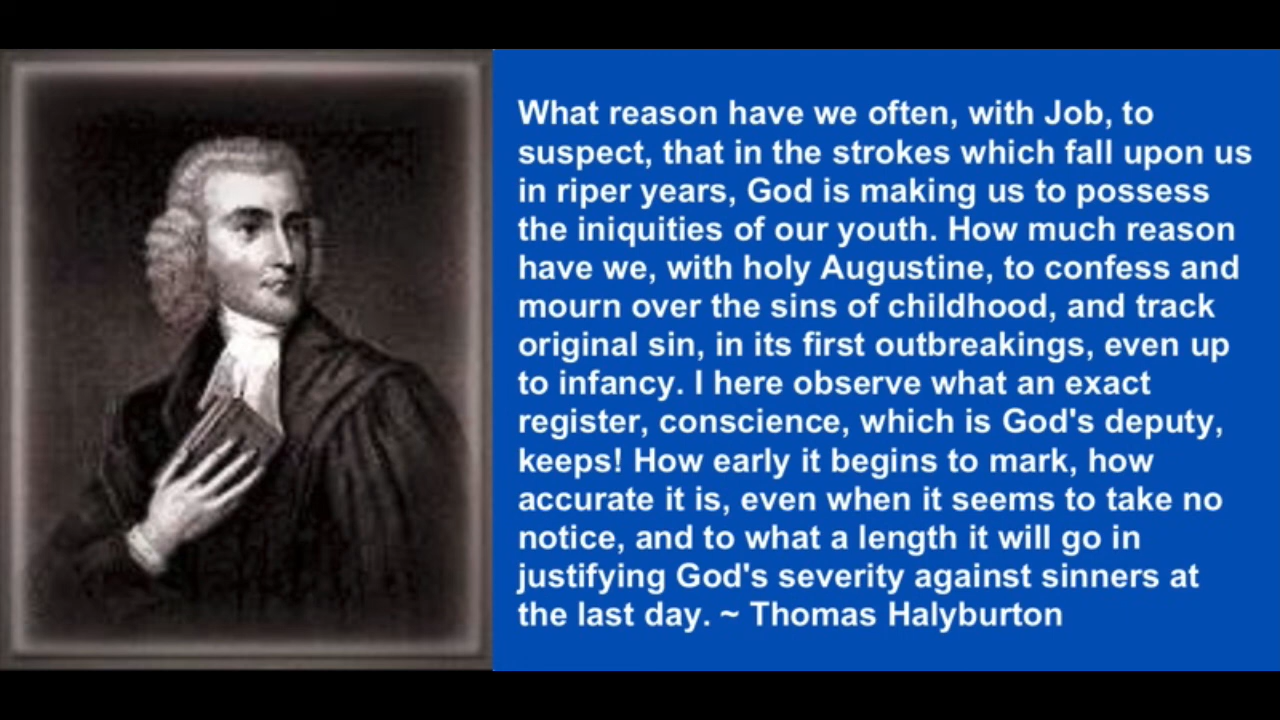 What reason have we often, with Job, to
suspect, that in the strokes which fall upon us
in riper years, God is making us to possess
the iniquities of our youth. How much reason
have we, with holy Augustine, to confess and
mourn over the sins of childhood, and track
original sin, in its first outbreakings, even up
to infancy. I here observe what an exact
register, conscience, which is God's deputy,
keeps! How early it begins to mark, how
accurate it is, even when it seems to take no
notice, and to what a length it will go in
justifying God's severity against sinners at
the last day. ~ Thomas Halyburton